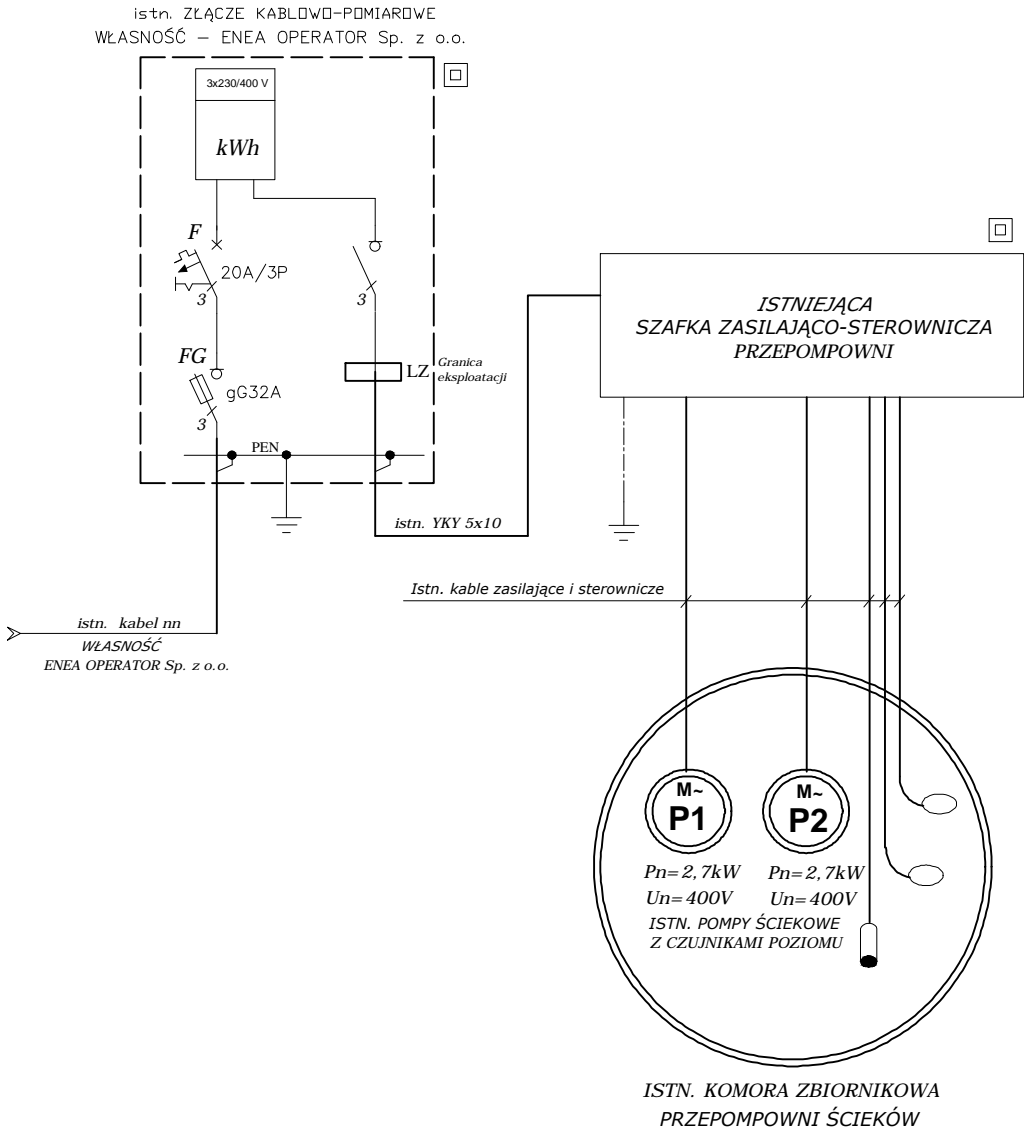 istn. ZŁĄCZE KABLOWO-POMIAROWE
WŁASNOŚĆ – ENEA OPERATOR Sp. z o.o.
3x230/400 V
kWh
F
20A/3P
3
3
FG
gG32A
3
LZ
Granica
eksploatacji
PEN
istn. YKY 5x10
ISTNIEJĄCA
SZAFKA ZASILAJĄCO-STEROWNICZA
PRZEPOMPOWNI
Istn. kable zasilające i sterownicze
istn. kabel nn
WŁASNOŚĆ
ENEA OPERATOR Sp. z o.o.
M~
P1
M~
P2
Pn=2,7kW
Un=400V
Pn=2,7kW
Un=400V
ISTN. POMPY ŚCIEKOWE
Z CZUJNIKAMI POZIOMU
ISTN. KOMORA ZBIORNIKOWA
PRZEPOMPOWNI ŚCIEKÓW